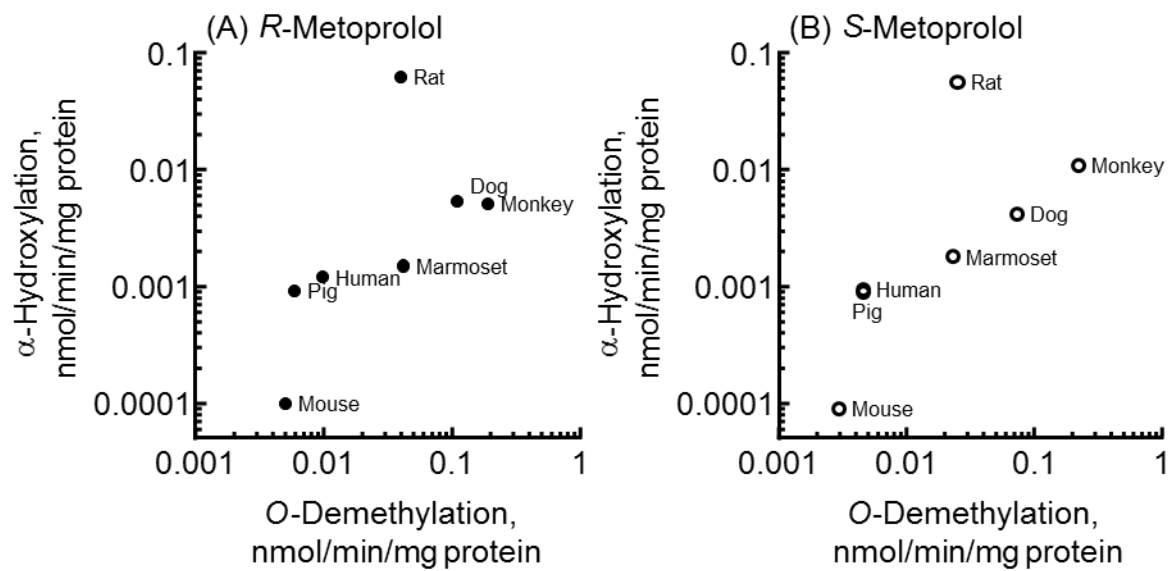 (A) R-Metoprolol
α-Hydroxylation,
nmol/min/mg protein
0.1
0.01
0.001
0.0001
Rat
Dog
Monkey
Marmoset
Human
Pig
Mouse
0.001
0.01
0.1
1
O-Demethylation,
nmol/min/mg protein
(B) S-Metoprolol
α-Hydroxylation,
nmol/min/mg protein
0.1
0.01
0.001
0.0001
Rat
Monkey
Dog
Marmoset
Human
Pig
Mouse
0.001
0.01
0.1
1
O-Demethylation,
nmol/min/mg protein